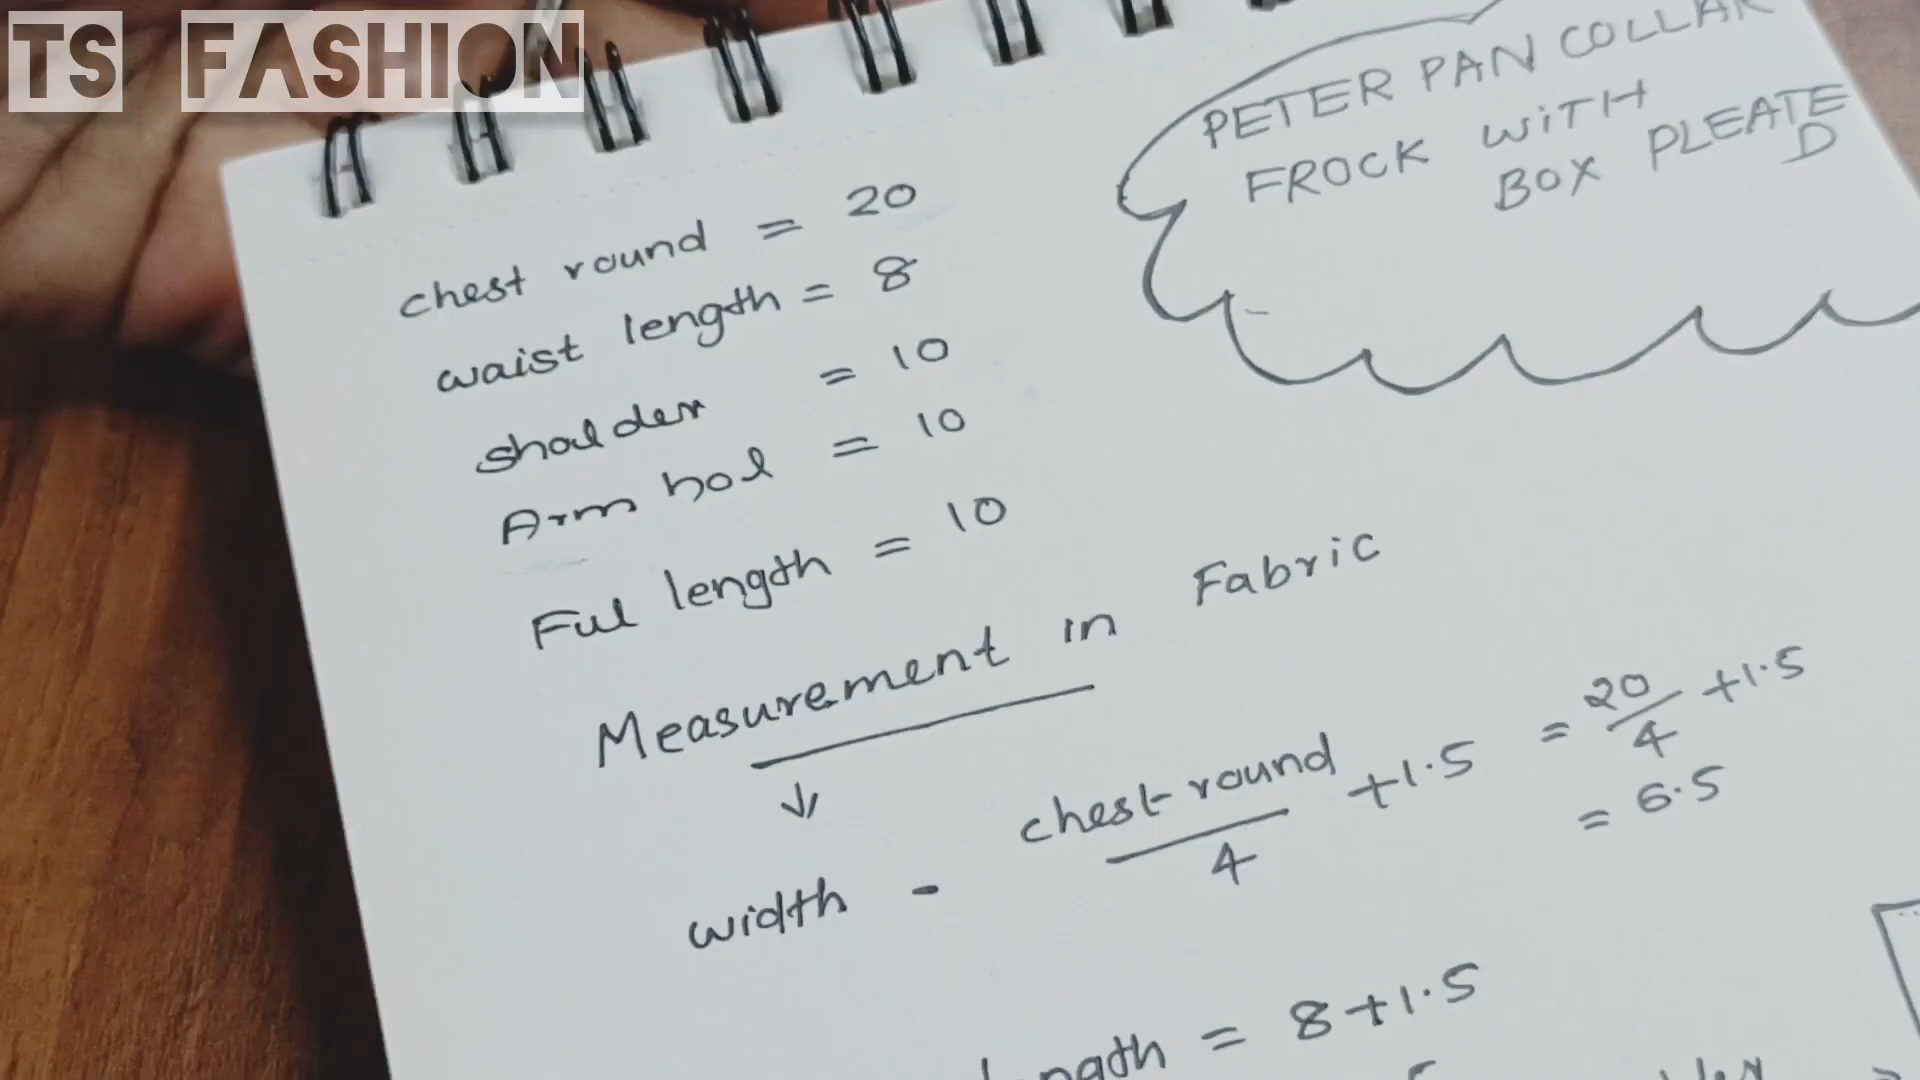 TS FASHION
PETER PAN COLLAR
FROCK WITH
BOX PLEATED
chest round = 20
waist length = 8
shoulder = 10
Arm hol = 10
Ful length = 10
Measurement in Fabric
width - chest round / 4 + 1.5 = 20 / 4 + 1.5
= 6.5
length = 8 + 1.5